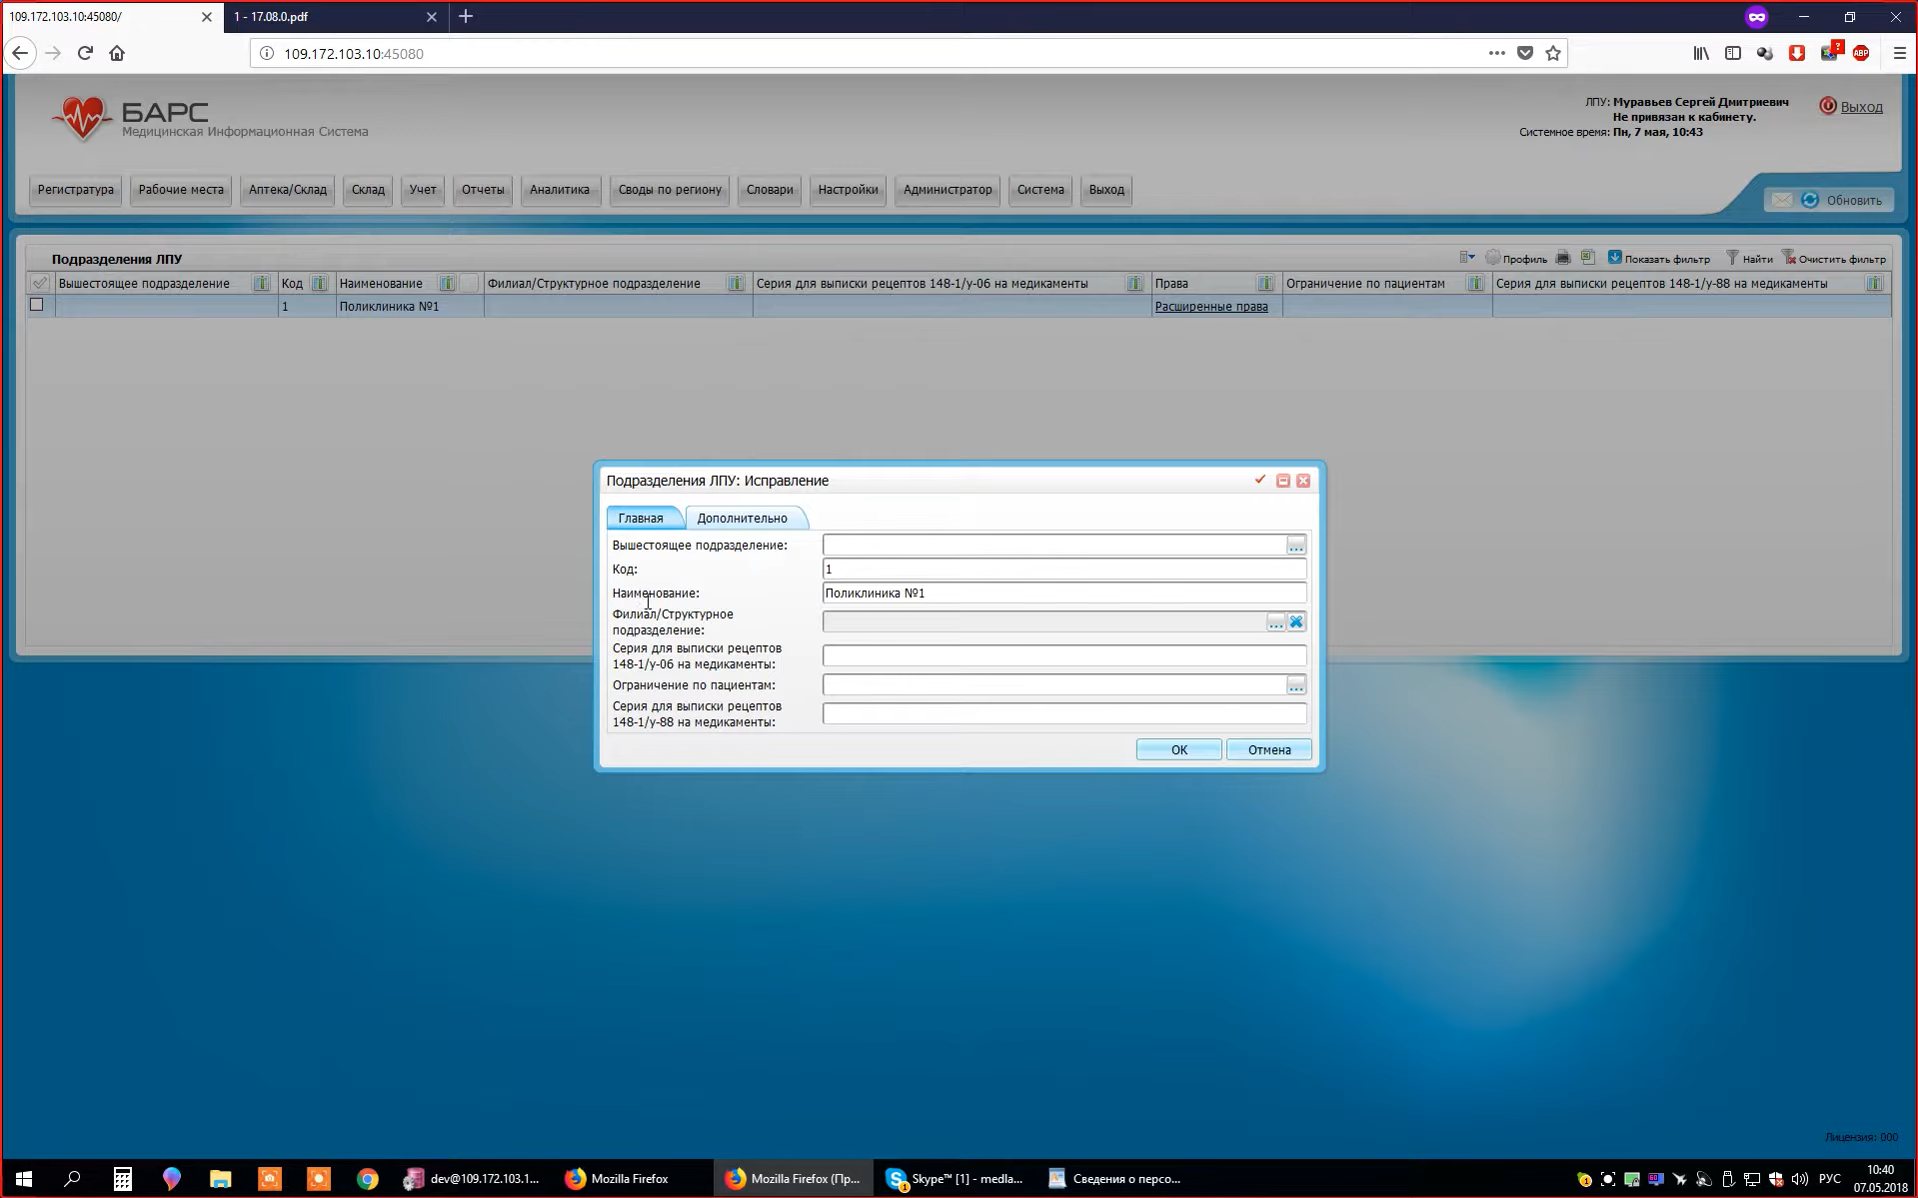 109.172.103.10:45080/
1 - 17.08.0.pdf
109.172.103.10:45080
ABP
БАРС
Медицинская Информационная Система
ЛПУ: Муравьев Сергей Дмитриевич
Не привязан к кабинету.
Системное время: Пн, 7 мая, 10:43
Выход
Регистратура Рабочие места Аптека/Склад Склад Учет Отчеты Аналитика Своды по региону Словари Настройки Администратор Система Выход
Обновить
Подразделения ЛПУ
Профиль Показать фильтр Найти Очистить фильтр
Вышестоящее подразделение Код Наименование Филиал/Структурное подразделение Серия для выписки рецептов 148-1/у-06 на медикаменты Права Ограничение по пациентам Серия для выписки рецептов 148-1/у-88 на медикаменты
1 Поликлиника №1 Расширенные права
Подразделения ЛПУ: Исправление
Главная Дополнительно
Вышестоящее подразделение: ...
Код: 1
Наименование: Поликлиника №1
Филиал/Структурное
подразделение: ...
Серия для выписки рецептов
148-1/у-06 на медикаменты:
Ограничение по пациентам: ...
Серия для выписки рецептов
148-1/у-88 на медикаменты:
ОК Отмена
Лицензия: 000
dev@109.172.103.1... Mozilla Firefox Mozilla Firefox (Пр... Skype™ [1] - medla... Сведения о персо...
РУС
10:40
07.05.2018